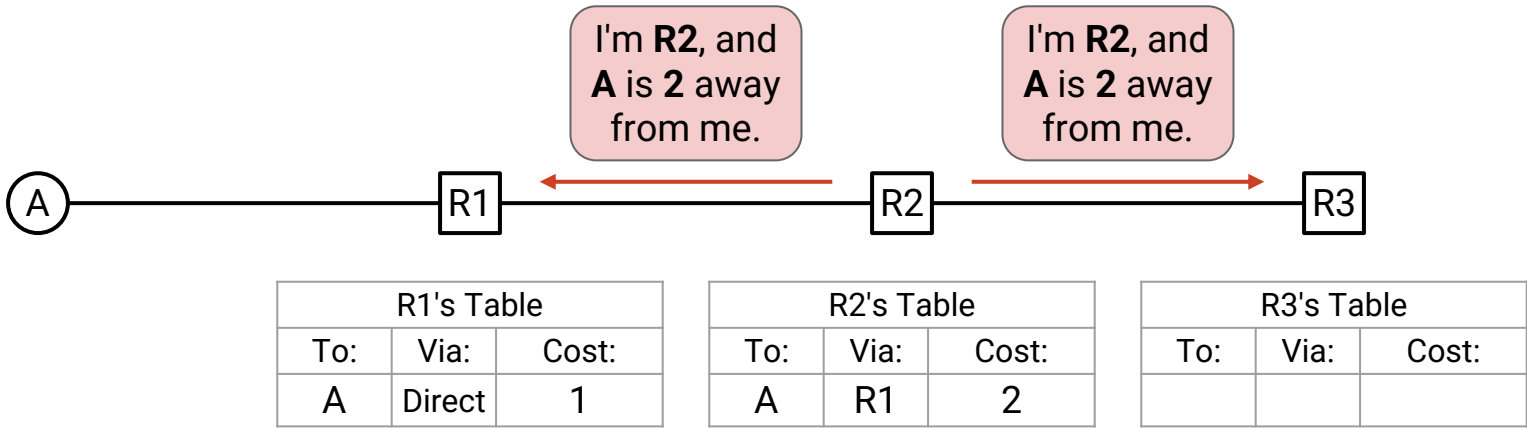 I'm R2, and
A is 2 away
from me.
I'm R2, and
A is 2 away
from me.
A
R1
R2
R3
R1's Table
To: Via: Cost:
A Direct 1
R2's Table
To: Via: Cost:
A R1 2
R3's Table
To: Via: Cost: